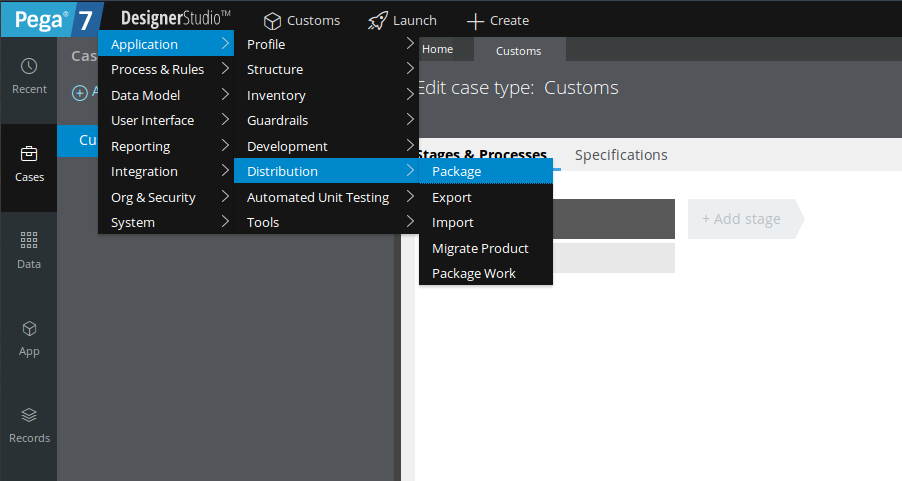 Pega® 7 DesignerStudio™ Customs Launch Create
Recent
Cases
Data
App
Records
Cas
Cu
Application
Process & Rules
Data Model
User Interface
Reporting
Integration
Org & Security
System
Profile
Structure
Inventory
Guardrails
Development
Distribution
Automated Unit Testing
Tools
Package
Export
Import
Migrate Product
Package Work
Home Customs
Edit case type: Customs
Stages & Processes Specifications
+ Add stage